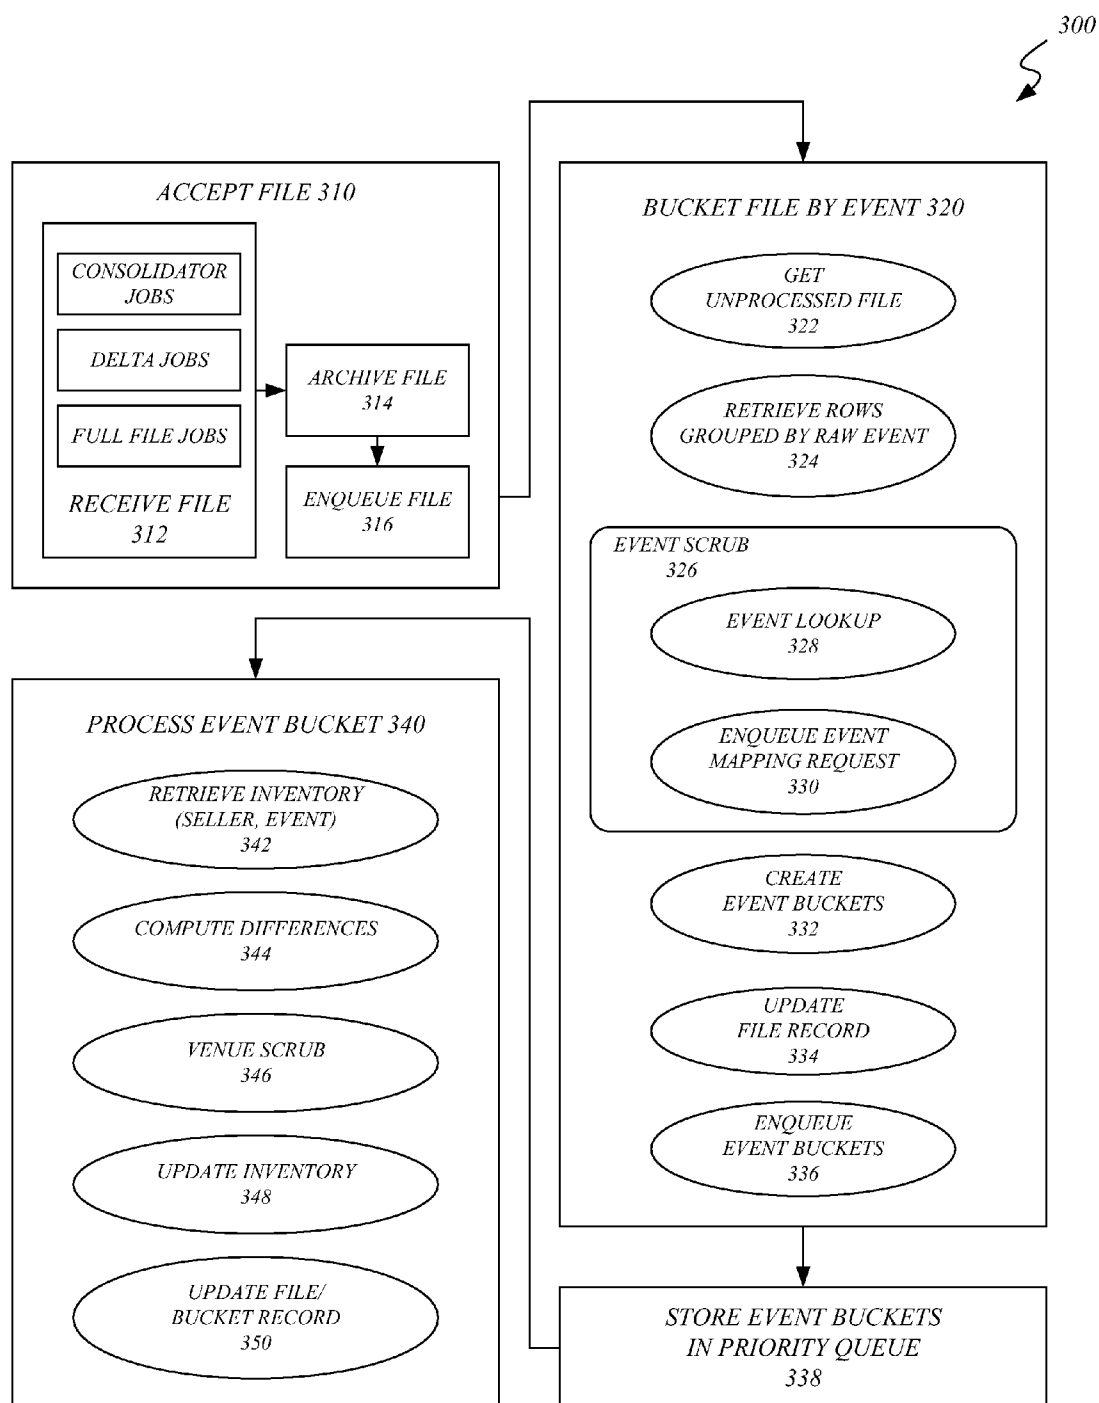 300
ACCEPT FILE 310
CONSOLIDATOR
JOBS
DELTA JOBS
FULL FILE JOBS
RECEIVE FILE
312
ARCHIVE FILE
314
ENQUEUE FILE
316
BUCKET FILE BY EVENT 320
GET
UNPROCESSED FILE
322
RETRIEVE ROWS
GROUPED BY RAW EVENT
324
EVENT SCRUB
326
EVENT LOOKUP
328
ENQUEUE EVENT
MAPPING REQUEST
330
CREATE
EVENT BUCKETS
332
UPDATE
FILE RECORD
334
ENQUEUE
EVENT BUCKETS
336
STORE EVENT BUCKETS
IN PRIORITY QUEUE
338
PROCESS EVENT BUCKET 340
RETRIEVE INVENTORY
(SELLER, EVENT)
342
COMPUTE DIFFERENCES
344
VENUE SCRUB
346
UPDATE INVENTORY
348
UPDATE FILE/
BUCKET RECORD
350